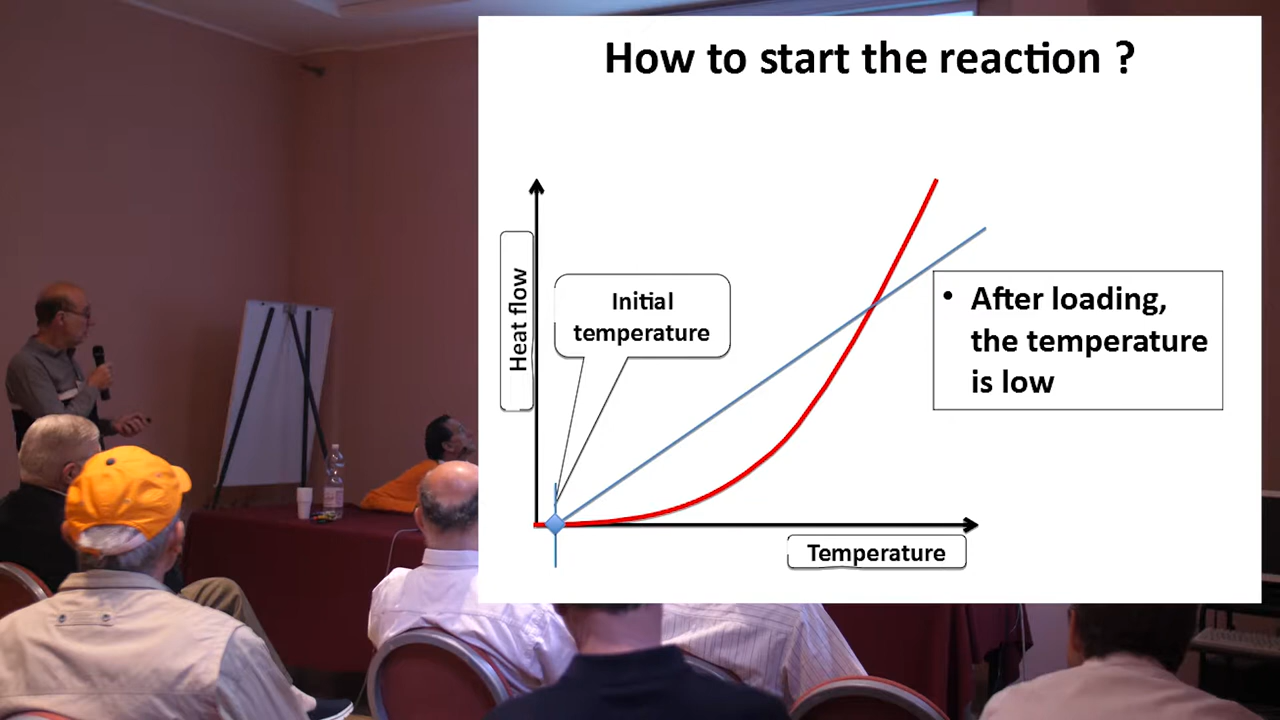 How to start the reaction ?
Heat flow
Initial
temperature
• After loading,
the temperature
is low
Temperature